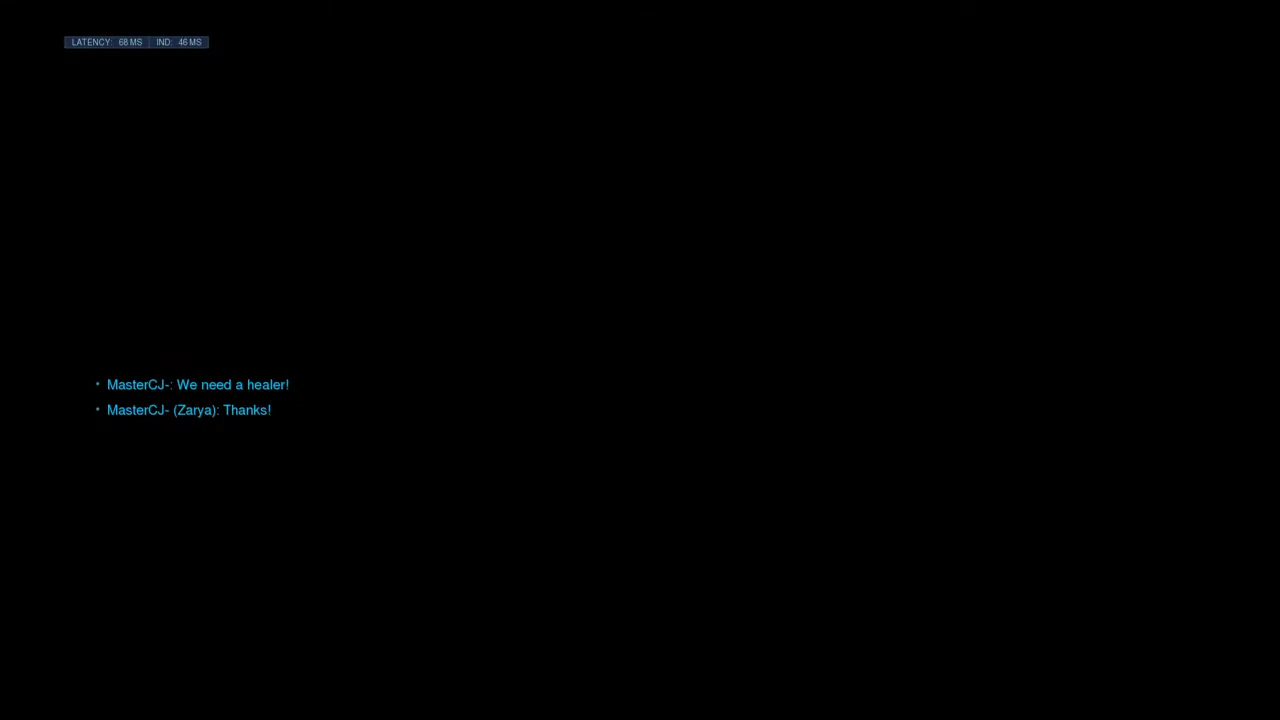 LATENCY: 68 MS | IND: 46 MS
• MasterCJ-: We need a healer!
• MasterCJ- (Zarya): Thanks!